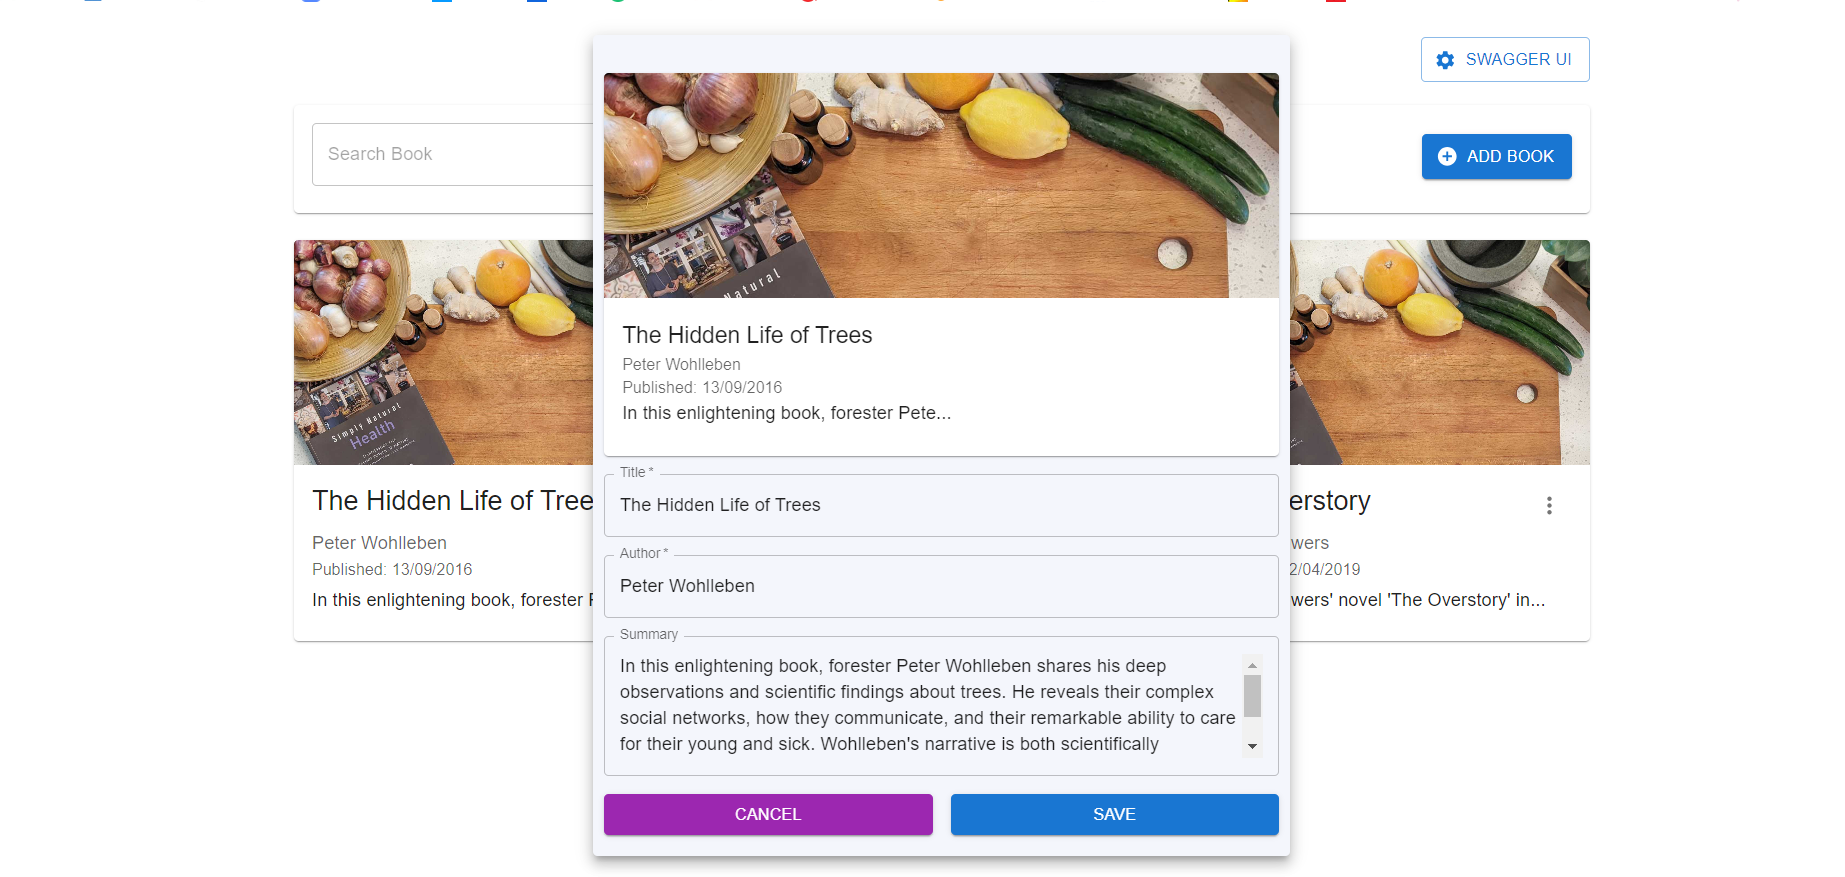 SWAGGER UI
Search Book
ADD BOOK
The Hidden Life of Trees
Peter Wohlleben
Published: 13/09/2016
In this enlightening book, forester Pete...
Title *
The Hidden Life of Trees
Author *
Peter Wohlleben
Summary
In this enlightening book, forester Peter Wohlleben shares his deep
observations and scientific findings about trees. He reveals their complex
social networks, how they communicate, and their remarkable ability to care
for their young and sick. Wohlleben's narrative is both scientifically
CANCEL
SAVE
Simply Natural
Health
The Hidden Life of Tree
Peter Wohlleben
Published: 13/09/2016
In this enlightening book, forester
erstory
wers
2/04/2019
wers' novel 'The Overstory' in...